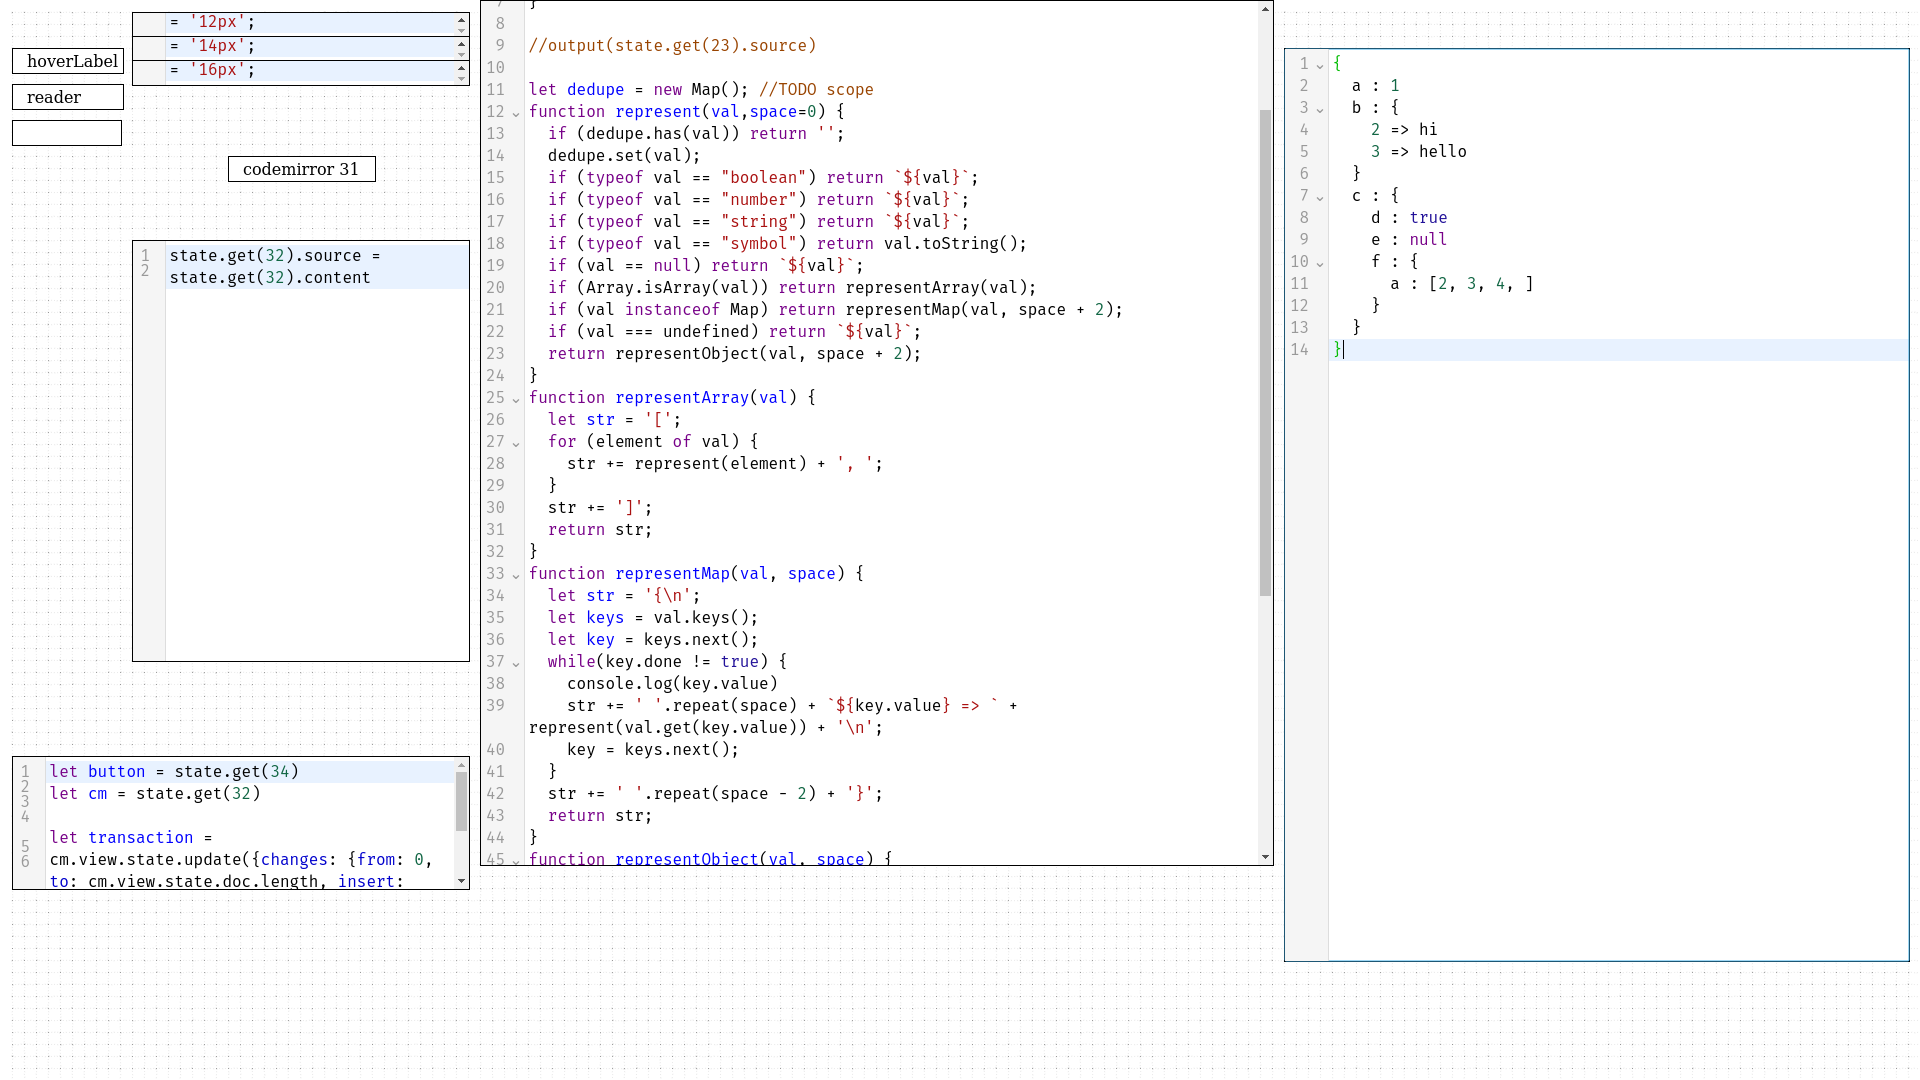 hoverLabel
reader
= '12px';
= '14px';
= '16px';
codemirror 31
1 state.get(32).source =
2 state.get(32).content
1 let button = state.get(34)
2 let cm = state.get(32)
3
4 let transaction =
cm.view.state.update({changes: {from: 0,
5
6 to: cm.view.state.doc.length, insert:
7 }
8
9 //output(state.get(23).source)
10
11 let dedupe = new Map(); //TODO scope
12 function represent(val,space=0) {
13   if (dedupe.has(val)) return '';
14   dedupe.set(val);
15   if (typeof val == "boolean") return `${val}`;
16   if (typeof val == "number") return `${val}`;
17   if (typeof val == "string") return `${val}`;
18   if (typeof val == "symbol") return val.toString();
19   if (val == null) return `${val}`;
20   if (Array.isArray(val)) return representArray(val);
21   if (val instanceof Map) return representMap(val, space + 2);
22   if (val === undefined) return `${val}`;
23   return representObject(val, space + 2);
24 }
25 function representArray(val) {
26   let str = '[';
27   for (element of val) {
28     str += represent(element) + ', ';
29   }
30   str += ']';
31   return str;
32 }
33 function representMap(val, space) {
34   let str = '{\n';
35   let keys = val.keys();
36   let key = keys.next();
37   while(key.done != true) {
38     console.log(key.value)
39     str += ' '.repeat(space) + `${key.value} => ` +
represent(val.get(key.value)) + '\n';
40     key = keys.next();
41   }
42   str += ' '.repeat(space - 2) + '}';
43   return str;
44 }
45 function representObject(val, space) {
1 {
2   a : 1
3   b : {
4     2 => hi
5     3 => hello
6   }
7   c : {
8     d : true
9     e : null
10     f : {
11       a : [2, 3, 4, ]
12     }
13   }
14 }